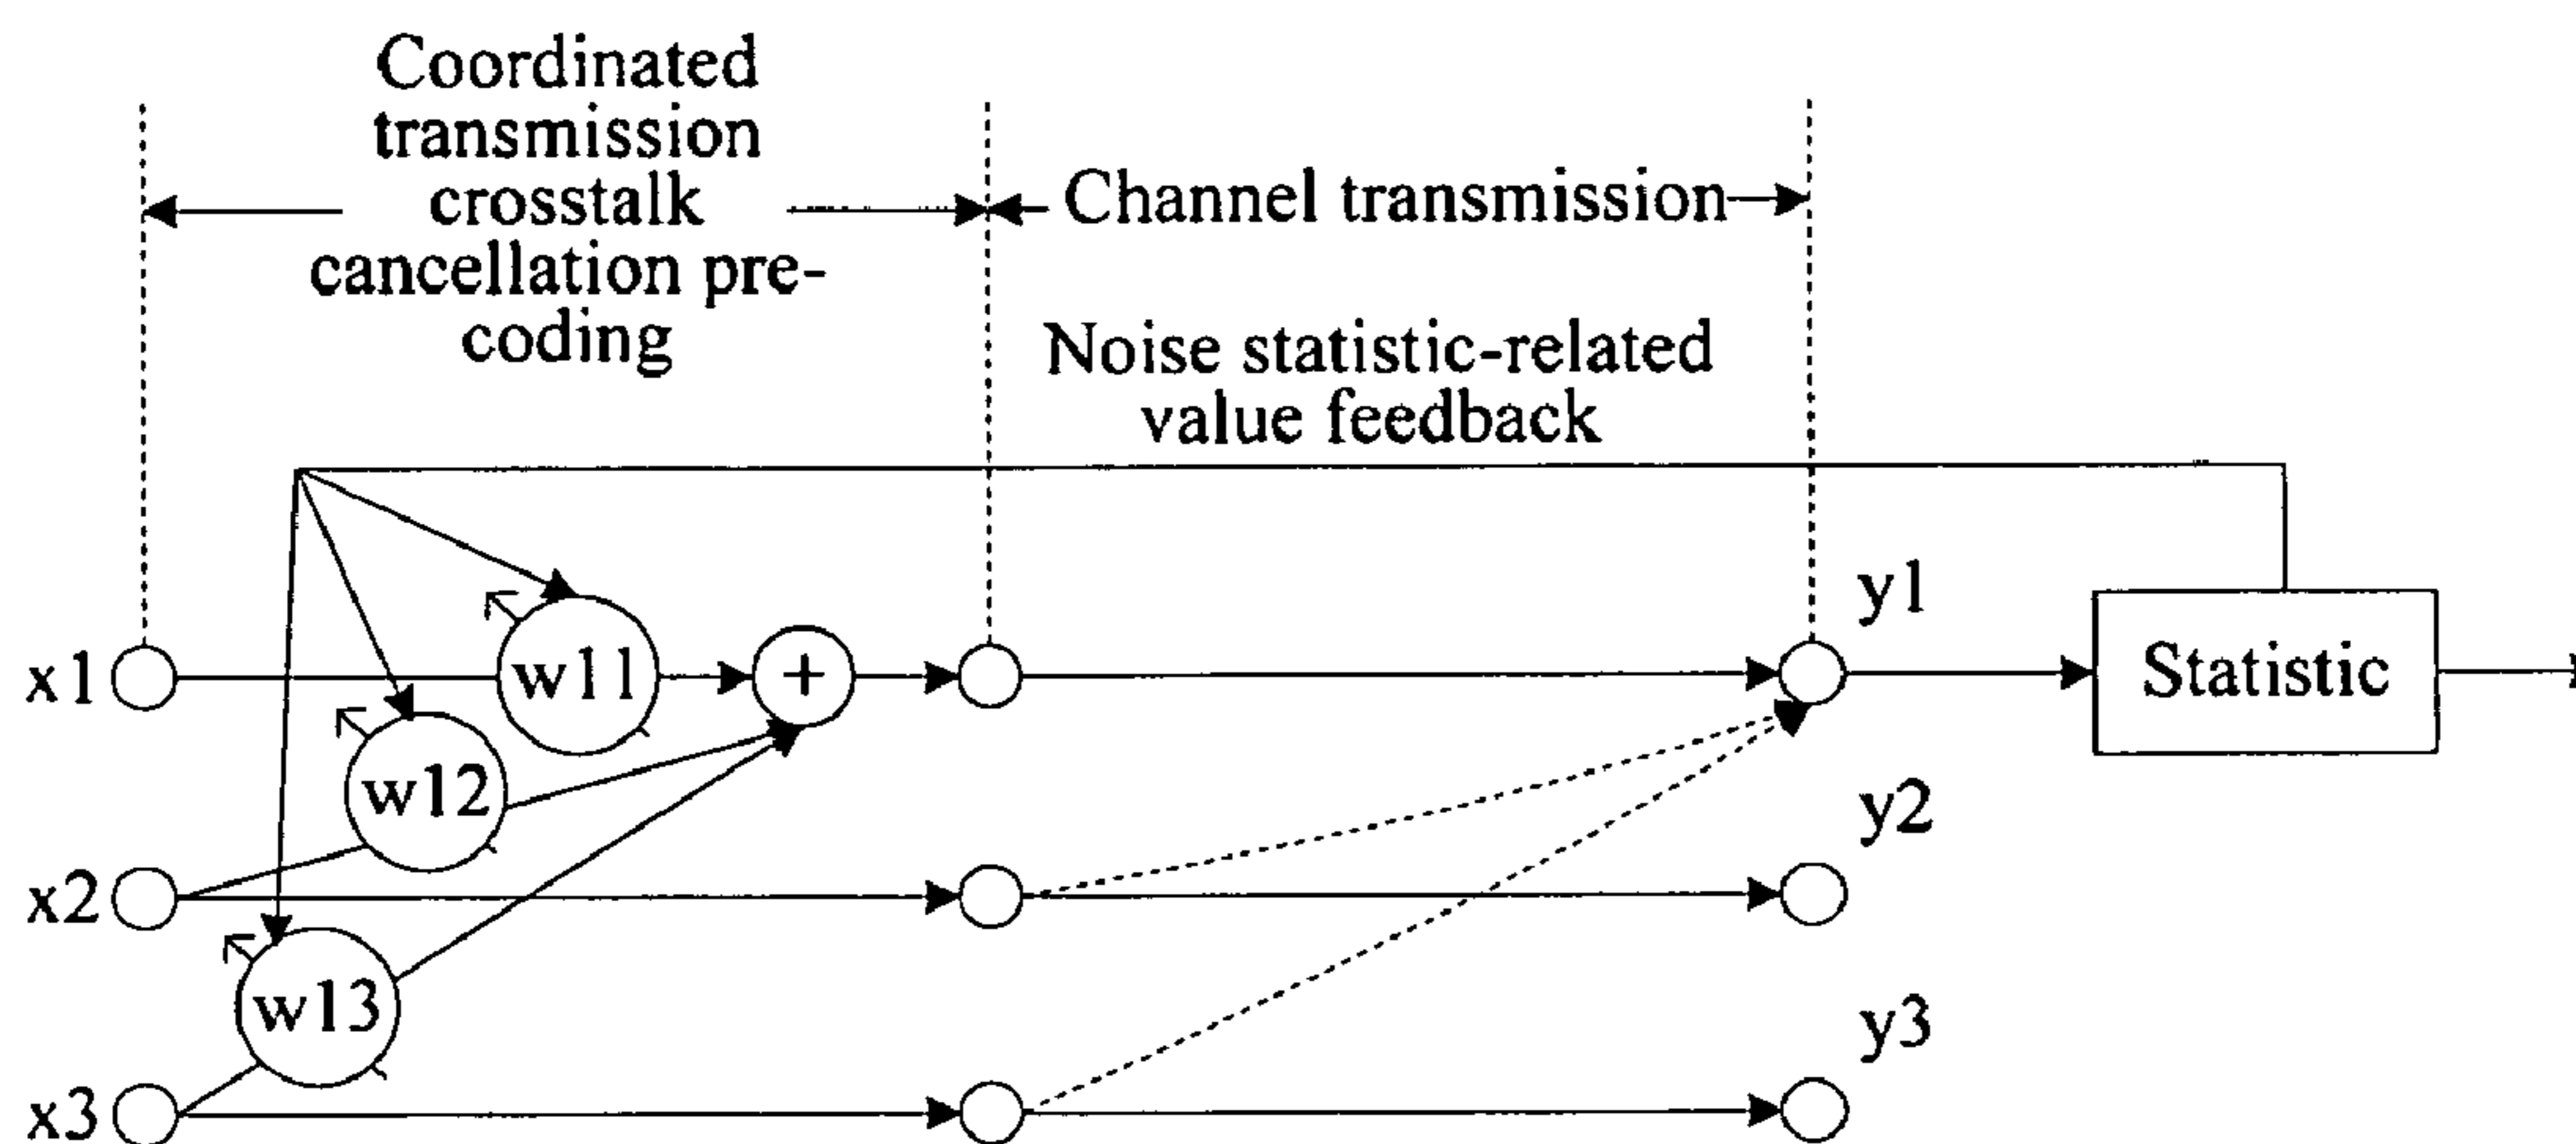 Coordinated
transmission
crosstalk
cancellation pre-
coding
Channel transmission
Noise statistic-related
value feedback
x1
w11
+
y1
Statistic
w12
x2
y2
w13
x3
y3